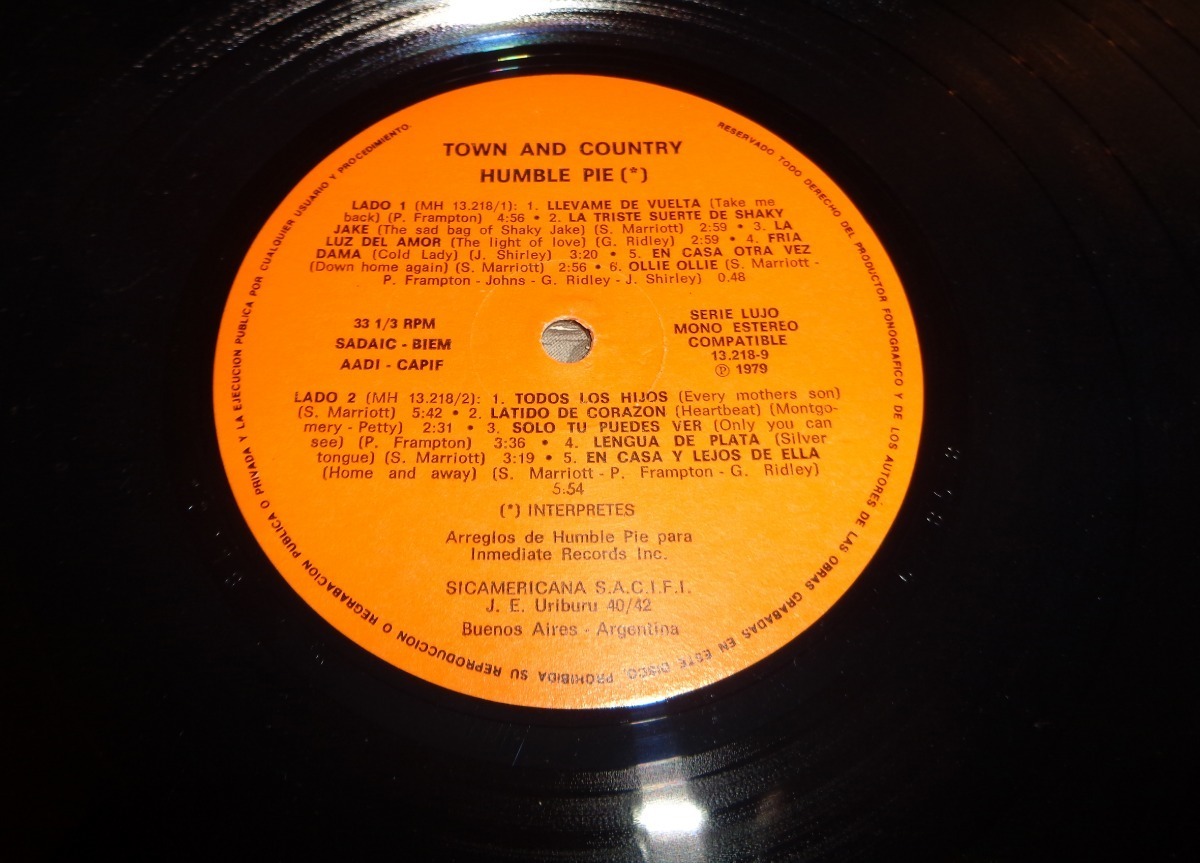 TOWN AND COUNTRY
HUMBLE PIE (*)
LADO 1 (MH 13.218/1): 1. LLEVAME DE VUELTA (Take me
back) (P. Frampton) 4:56 • 2. LA TRISTE SUERTE DE SHAKY
JAKE (The sad bag of Shaky Jake) (S. Marriott) 2:59 • 3. LA
LUZ DEL AMOR (The light of love) (G. Ridley) 2:59 • 4. FRIA
DAMA (Cold Lady) (J. Shirley) 3:20 • 5. EN CASA OTRA VEZ
(Down home again) (S. Marriott) 2:56 • 6. OLLIE OLLIE (S. Marriott -
P. Frampton - Johns - G. Ridley - J. Shirley) 0.48
33 1/3 RPM
SADAIC - BIEM
AADI - CAPIF
SERIE LUJO
MONO ESTEREO
COMPATIBLE
13.218-9
℗ 1979
LADO 2 (MH 13.218/2): 1. TODOS LOS HIJOS (Every mothers son)
(S. Marriott) 5:42 • 2. LATIDO DE CORAZON (Heartbeat) (Montgo-
mery - Petty) 2:31 • 3. SOLO TU PUEDES VER (Only you can
see) (P. Frampton) 3:36 • 4. LENGUA DE PLATA (Silver
tongue) (S. Marriott) 3:19 • 5. EN CASA Y LEJOS DE ELLA
(Home and away) (S. Marriott - P. Frampton - G. Ridley)
5:54
(*) INTERPRETES
Arreglos de Humble Pie para
Inmediate Records Inc.
SICAMERICANA S.A.C.I.F.I.
J. E. Uriburu 40/42
Buenos Aires - Argentina
RESERVADO TODO DERECHO DEL PRODUCTOR FONOGRAFICO Y DE LOS AUTORES DE LAS OBRAS GRABADAS EN ESTE DISCO. PROHIBIDA SU REPRODUCCION O REGRABACION PUBLICA O PRIVADA Y LA EJECUCION PUBLICA POR CUALQUIER USUARIO Y PROCEDIMIENTO.